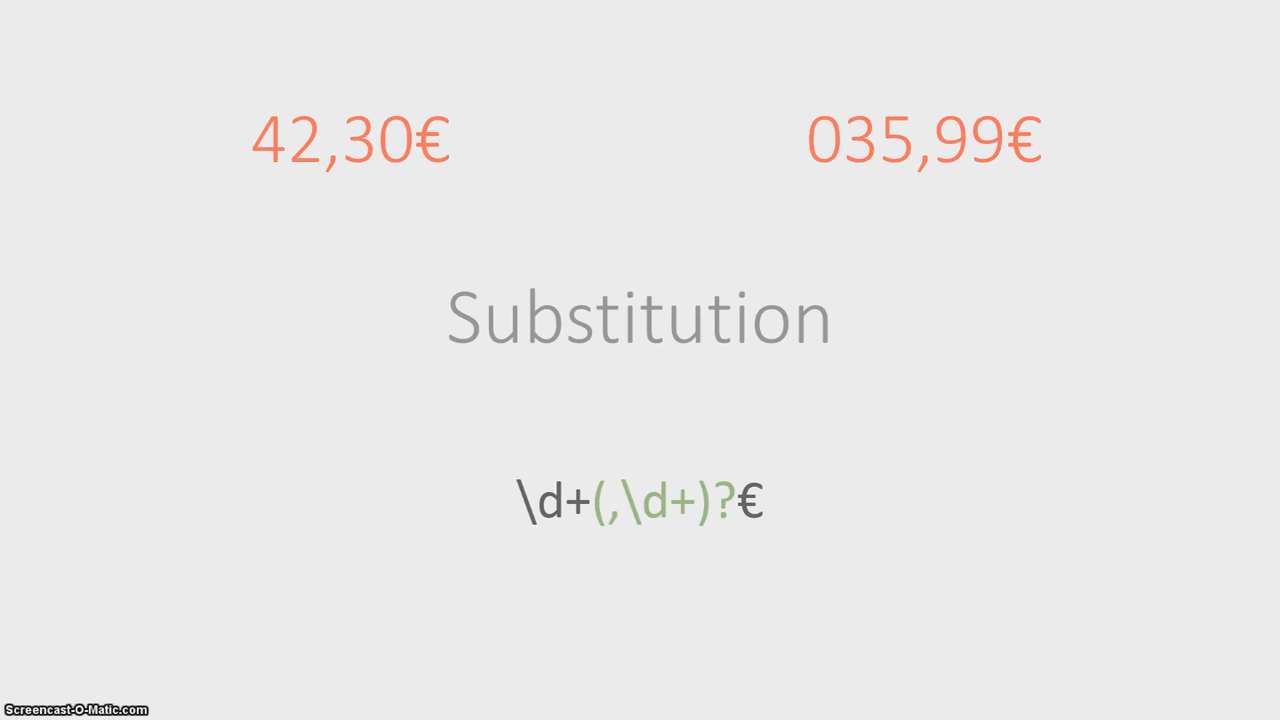 42,30€ 035,99€
Substitution
\d+(,\d+)?€
Screencast-O-Matic.com